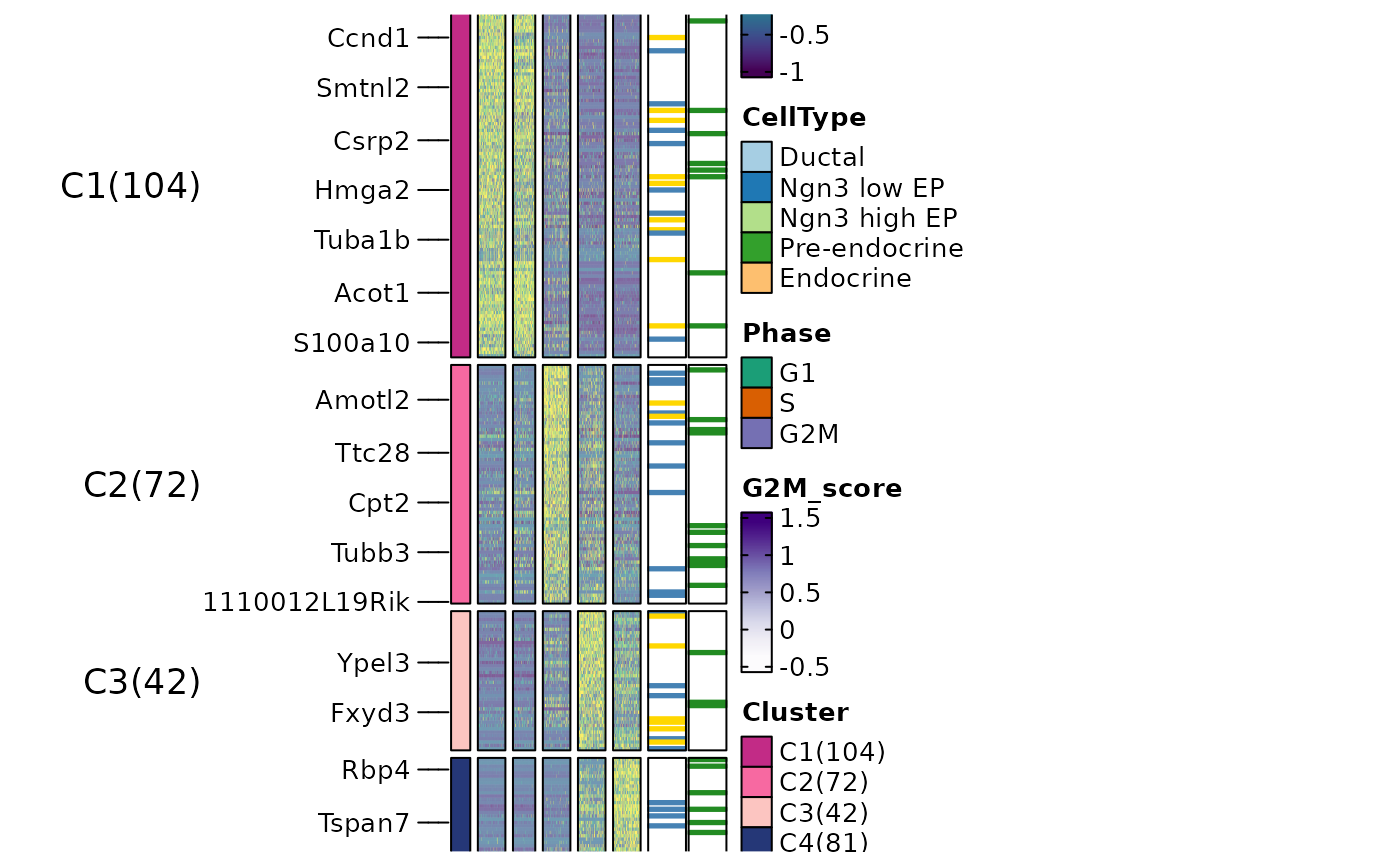 Ccnd1
Smtnl2
Csrp2
C1(104)
Hmga2
Tuba1b
Acot1
S100a10
Amotl2
Ttc28
C2(72)
Cpt2
Tubb3
1110012L19Rik
Ypel3
C3(42)
Fxyd3
Rbp4
Tspan7
-0.5
-1
CellType
Ductal
Ngn3 low EP
Ngn3 high EP
Pre-endocrine
Endocrine
Phase
G1
S
G2M
G2M_score
1.5
1
0.5
0
-0.5
Cluster
C1(104)
C2(72)
C3(42)
C4(81)